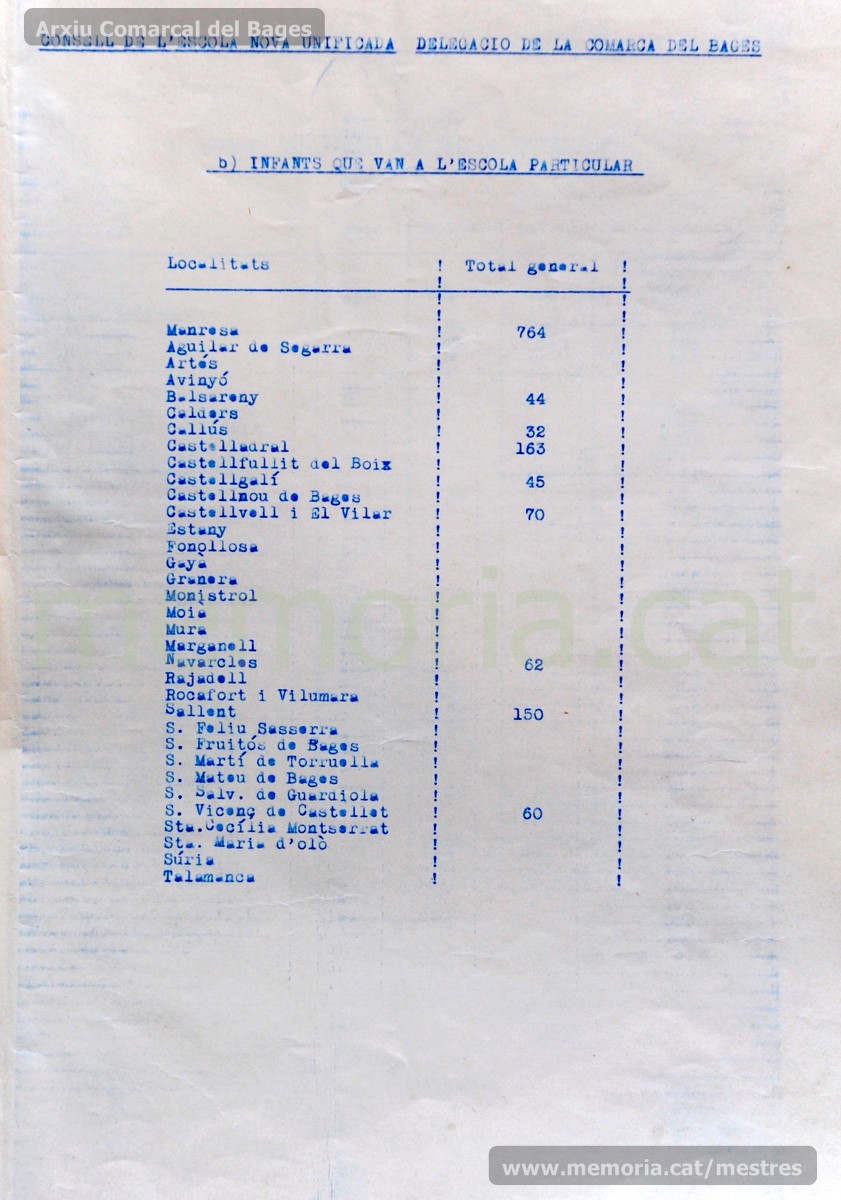 Arxiu Comarcal del Bages
CONSELL DE L'ESCOLA NOVA UNIFICADA DELEGACIO DE LA COMARCA DEL BAGES
b) INFANTS QUE VAN A L'ESCOLA PARTICULAR
Localitats ! Total general !
Manresa ! 764 !
Aguilar de Segarra ! !
Artés ! !
Avinyó ! !
Balsareny ! 44 !
Calders ! !
Callús ! 32 !
Castelladral ! 163 !
Castellfullit del Boix ! !
Castellgalí ! 45 !
Castellnou de Bages ! !
Castellvell i El Vilar ! 70 !
Estany ! !
Fonollosa ! !
Gayà ! !
Granera ! !
Monistrol ! !
Moià ! !
Mura ! !
Marganell ! !
Navarcles ! 62 !
Rajadell ! !
Rocafort i Vilumara ! !
Sallent ! 150 !
S. Feliu Sasserra ! !
S. Fruitós de Bages ! !
S. Martí de Torruella ! !
S. Mateu de Bages ! !
S. Salv. de Guardiola ! !
S. Vicenç de Castellet ! 60 !
Sta.Cecília Montserrat ! !
Sta. Maria d'olò ! !
Súria ! !
Talamanca ! !
memoria.cat
www.memoria.cat/mestres